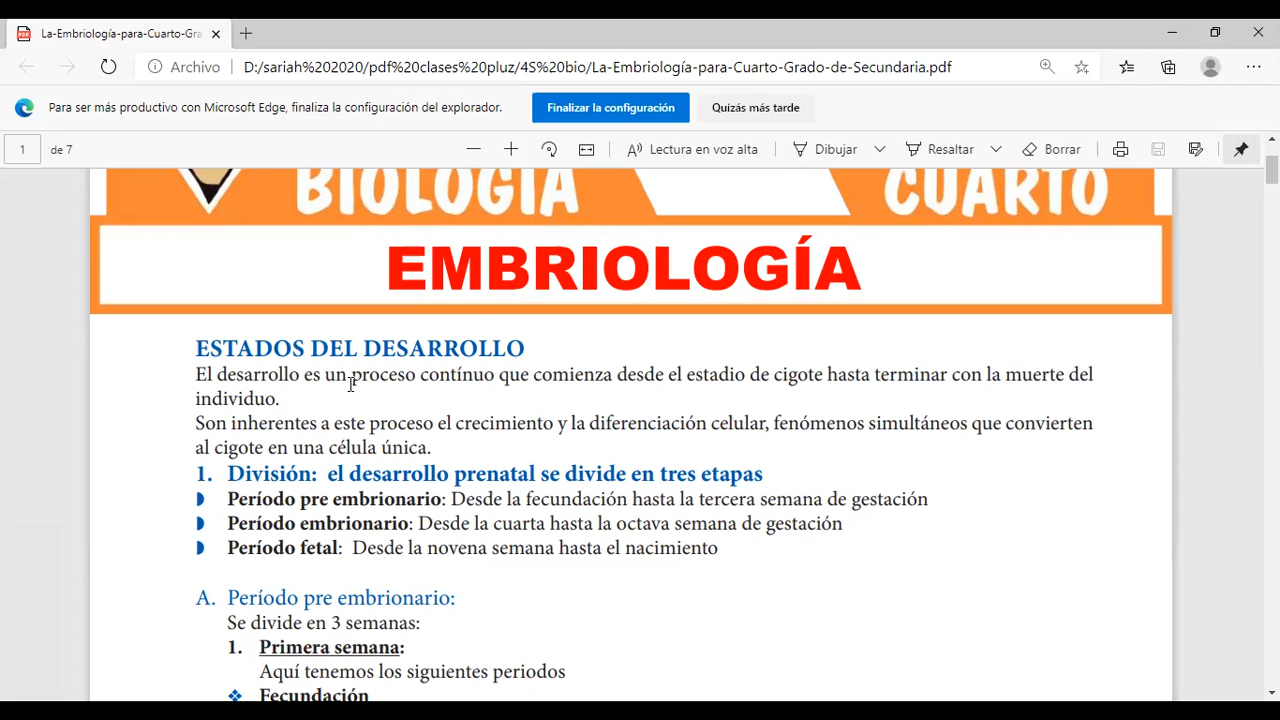 La-Embriología-para-Cuarto-Gra
Archivo D:/sariah%202020/pdf%20clases%20pluz/4S%20bio/La-Embriología-para-Cuarto-Grado-de-Secundaria.pdf
Para ser más productivo con Microsoft Edge, finaliza la configuración del explorador. Finalizar la configuración Quizás más tarde
1 de 7 Lectura en voz alta Dibujar Resaltar Borrar
BIOLOGÍA CUARTO
EMBRIOLOGÍA
ESTADOS DEL DESARROLLO
El desarrollo es un proceso contínuo que comienza desde el estadio de cigote hasta terminar con la muerte del
individuo.
Son inherentes a este proceso el crecimiento y la diferenciación celular, fenómenos simultáneos que convierten
al cigote en una célula única.
1. División: el desarrollo prenatal se divide en tres etapas
Período pre embrionario: Desde la fecundación hasta la tercera semana de gestación
Período embrionario: Desde la cuarta hasta la octava semana de gestación
Período fetal: Desde la novena semana hasta el nacimiento
A. Período pre embrionario:
Se divide en 3 semanas:
1. Primera semana:
Aquí tenemos los siguientes periodos
Fecundación